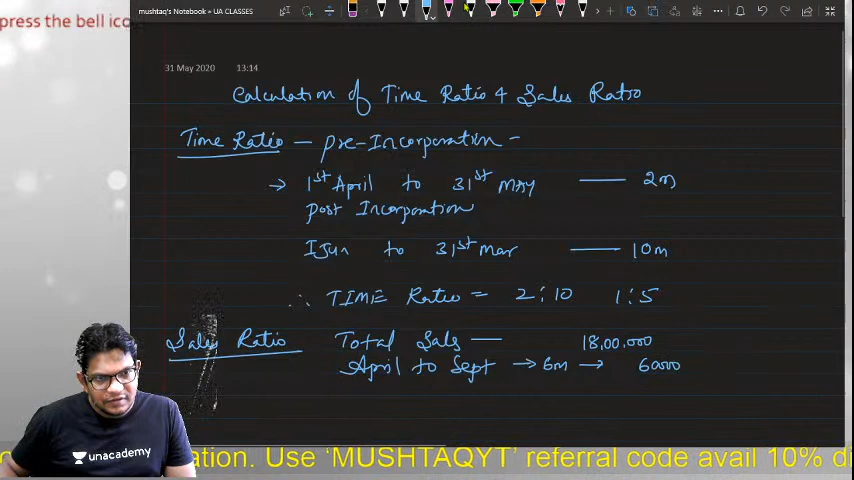 press the bell ico
mushtaq's Notebook » UA CLASSES
31 May 2020 13:14
Calculation of Time Ratio & Sales Ratio
Time Ratio — pre-Incorporation -
→ 1st April to 31st MAY —— 2m
post Incorporation
1Jun to 31st Mar —— 10m
∴ TIME Ratio = 2:10 1:5
Sales Ratio Total Sals —— 18,00,000
April to Sept → 6m → 60000
unacademy
ation. Use 'MUSHTAQYT' referral code avail 10% di